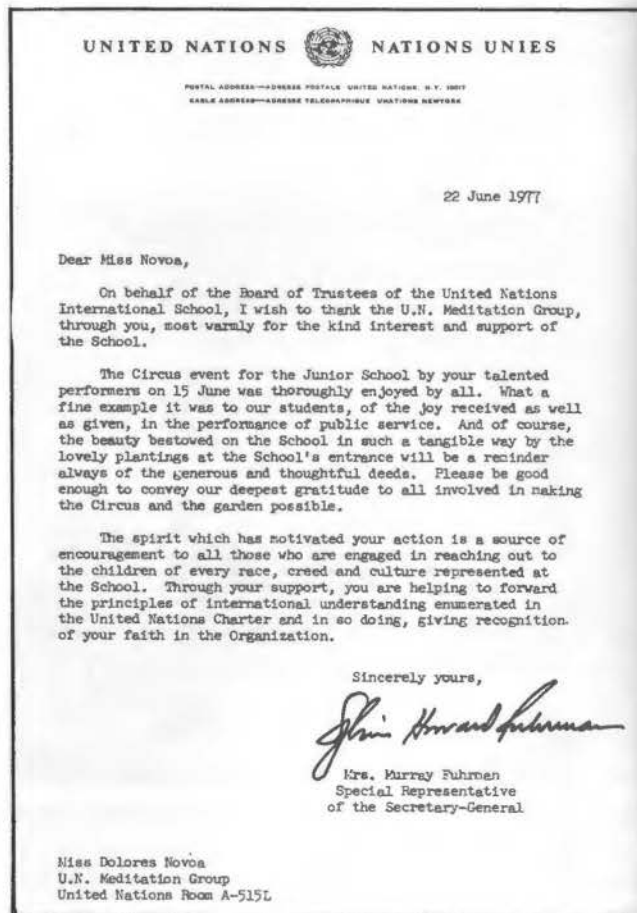 UNITED NATIONS NATIONS UNIES
POSTAL ADDRESS—ADRESSE POSTALE UNITED NATIONS, N.Y. 10017
CABLE ADDRESS—ADRESSE TELEGRAPHIQUE UNATIONS NEWYORK
22 June 1977
Dear Miss Novoa,
On behalf of the Board of Trustees of the United Nations
International School, I wish to thank the U.N. Meditation Group,
through you, most warmly for the kind interest and support of
the School.
The Circus event for the Junior School by your talented
performers on 15 June was thoroughly enjoyed by all. What a
fine example it was to our students, of the joy received as well
as given, in the performance of public service. And of course,
the beauty bestowed on the School in such a tangible way by the
lovely plantings at the School's entrance will be a reminder
always of the generous and thoughtful deeds. Please be good
enough to convey our deepest gratitude to all involved in making
the Circus and the garden possible.
The spirit which has motivated your action is a source of
encouragement to all those who are engaged in reaching out to
the children of every race, creed and culture represented at
the School. Through your support, you are helping to forward
the principles of international understanding enumerated in
the United Nations Charter and in so doing, giving recognition
of your faith in the Organization.
Sincerely yours,
Howard Fuhrman
Mrs. Murray Fuhrman
Special Representative
of the Secretary-General
Miss Dolores Novoa
U.N. Meditation Group
United Nations Room A-515L